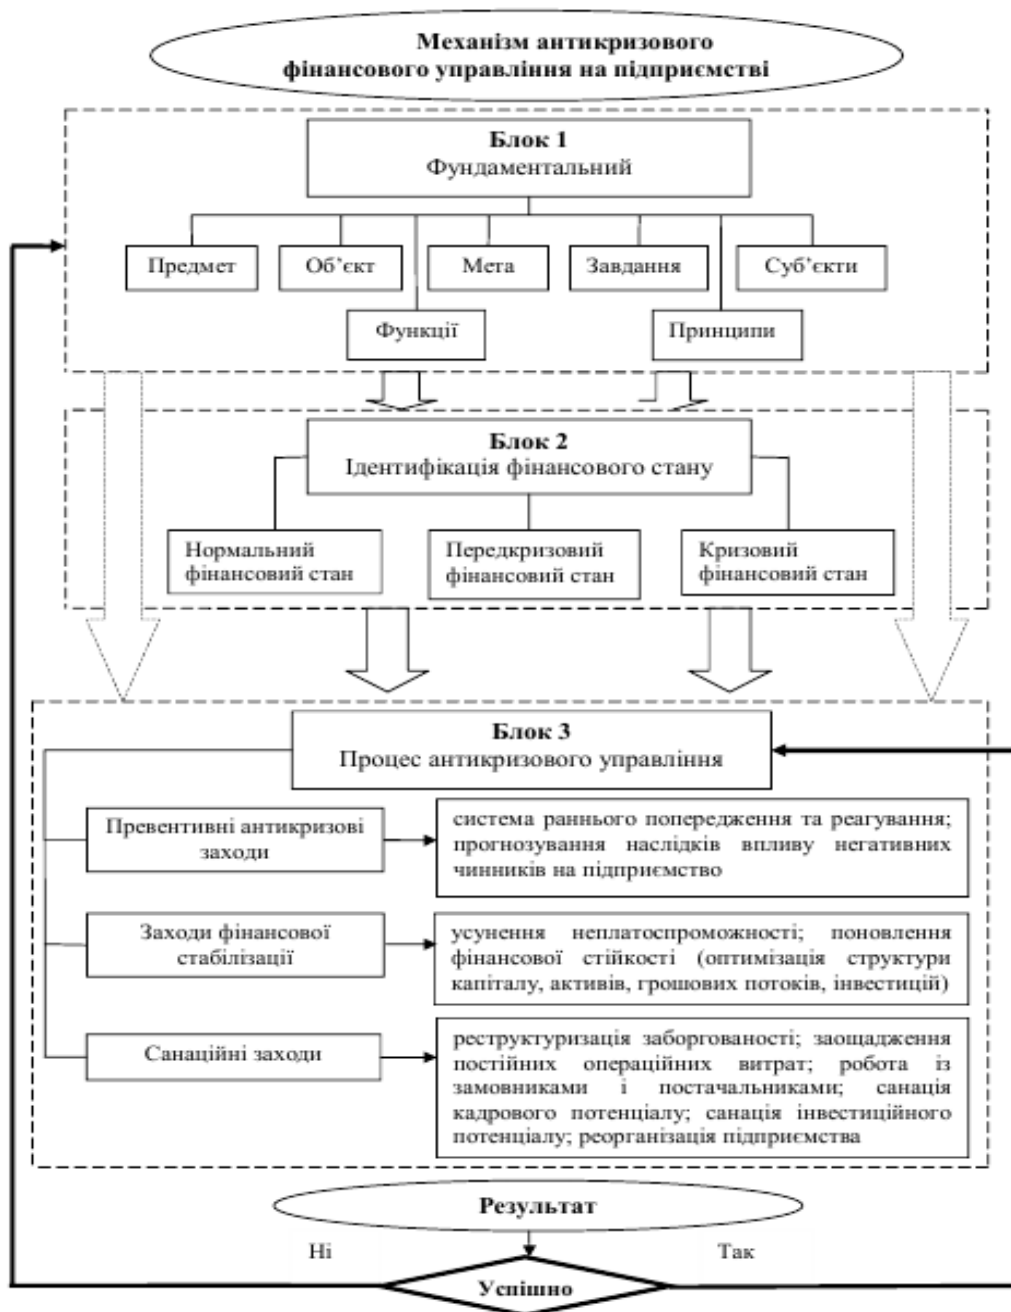 Механізм антикризового
фінансового управління на підприємстві
Блок 1
Фундаментальний
Предмет
Об’єкт
Мета
Завдання
Суб’єкти
Функції
Принципи
Блок 2
Ідентифікація фінансового стану
Нормальний
фінансовий стан
Передкризовий
фінансовий стан
Кризовий
фінансовий стан
Блок 3
Процес антикризового управління
Превентивні антикризові
заходи
система раннього попередження та реагування;
прогнозування наслідків впливу негативних
чинників на підприємство
Заходи фінансової
стабілізації
усунення неплатоспроможності; поновлення
фінансової стійкості (оптимізація структури
капіталу, активів, грошових потоків, інвестицій)
Санаційні заходи
реструктуризація заборгованості; заощадження
постійних операційних витрат; робота із
замовниками і постачальниками; санація
кадрового потенціалу; санація інвестиційного
потенціалу; реорганізація підприємства
Результат
Ні
Так
Успішно